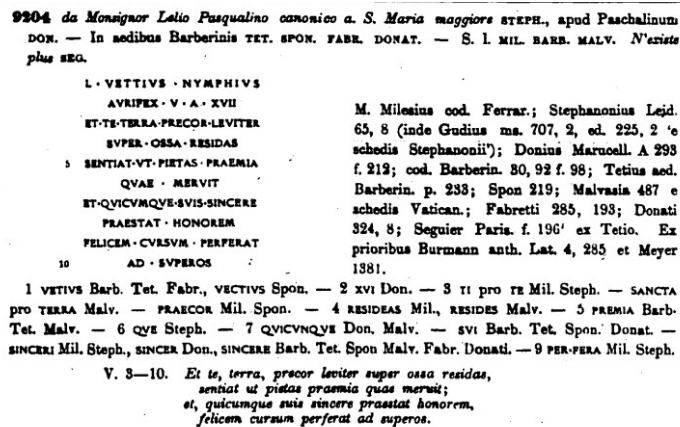 9204 da Monsignor Lelio Pasqualino canonico a. S. Maria maggiore STEPH., apud Paschalinum
DON. — In aedibus Barberinis TET. SPON. FABR. DONAT. — S. l. MIL. BARB. MALV. N'existe
plus SEG.
L · VETTIVS · NYMPHIVS
AVRIFEX · V · A · XVII
ET·TE·TERRA·PRECOR·LEVITER
SVPER · OSSA · RESIDAS
5 SENTIAT·VT·PIETAS·PRAEMIA
QVAE · MERVIT
ET·QVICVMQVE·SVIS·SINCERE
PRAESTAT · HONOREM
FELICEM · CVRSVM · PERFERAT
10 AD · SVPEROS
M. Milesius cod. Ferrar.; Stephanonius Leid.
65, 8 (inde Gudius ms. 707, 2, ed. 225, 2 'e
schedis Stephanonii'); Donius Marucell. A 293
f. 212; cod. Barberin. 30, 92 f. 98; Tetius aed.
Barberin. p. 233; Spon 219; Malvasia 487 e
schedis Vatican.; Fabretti 285, 193; Donati
324, 8; Seguier Paris. f. 196' ex Tetio. Ex
prioribus Burmann anth. Lat. 4, 285 et Meyer
1381.
1 VETIVS Barb. Tet. Fabr., VECTIVS Spon. — 2 XVI Don. — 3 TI pro TE Mil. Steph. — SANCTA
pro TERRA Malv. — PRAECOR Mil. Spon. — 4 RESIDEAS Mil., RESIDES Malv. — 5 PREMIA Barb.
Tet. Malv. — 6 QVE Steph. — 7 QVICVNQVE Don. Malv. — SVI Barb. Tet. Spon. Donat. —
SINCERI Mil. Steph., SINCER Don., SINCERE Barb. Tet. Spon Malv. Fabr. Donati. — 9 PER·FERA Mil. Steph.
V. 3—10. Et te, terra, precor leviter super ossa residas,
sentiat ut pietas praemia quae meruit;
et, quicumque suis sincere praestat honorem,
felicem cursum perferat ad superos.